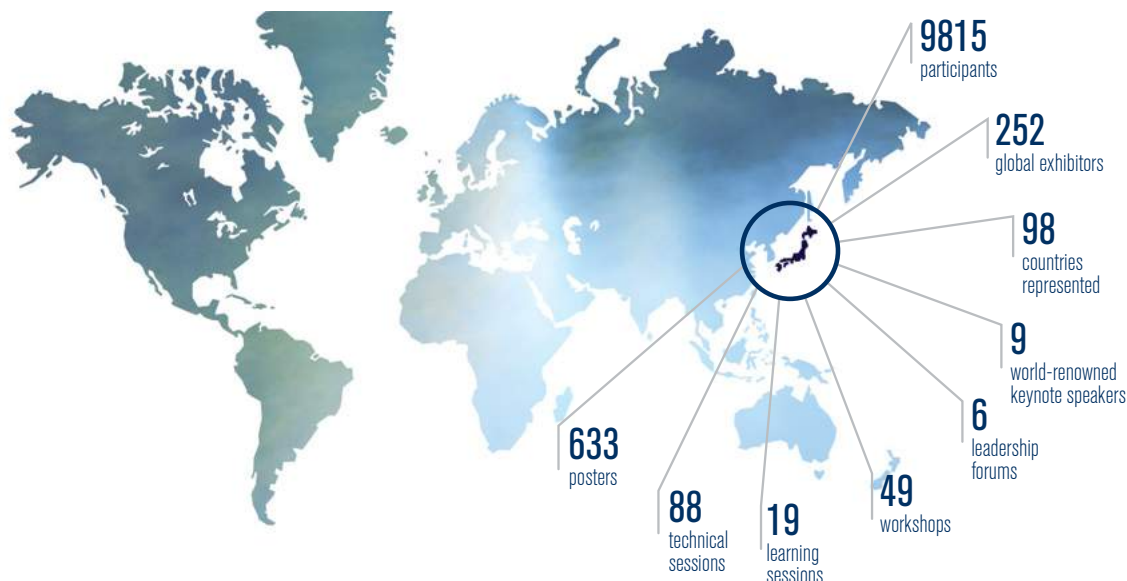 9815
participants
252
global exhibitors
98
countries
represented
9
world-renowned
keynote speakers
6
leadership
forums
49
workshops
19
learning
sessions
88
technical
sessions
633
posters